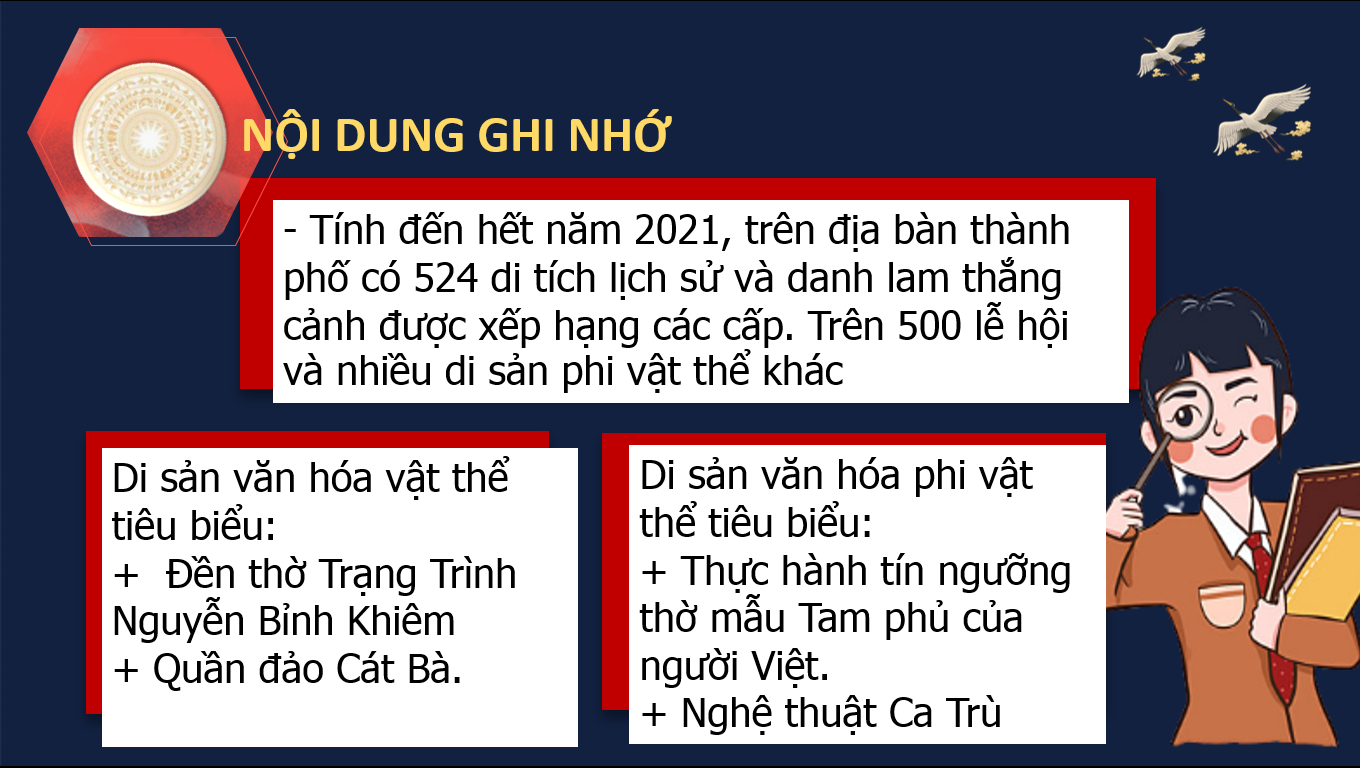 NỘI DUNG GHI NHỚ
- Tính đến hết năm 2021, trên địa bàn thành
phố có 524 di tích lịch sử và danh lam thắng
cảnh được xếp hạng các cấp. Trên 500 lễ hội
và nhiều di sản phi vật thể khác
Di sản văn hóa vật thể
tiêu biểu:
+ Đền thờ Trạng Trình
Nguyễn Bỉnh Khiêm
+ Quần đảo Cát Bà.
Di sản văn hóa phi vật
thể tiêu biểu:
+ Thực hành tín ngưỡng
thờ mẫu Tam phủ của
người Việt.
+ Nghệ thuật Ca Trù